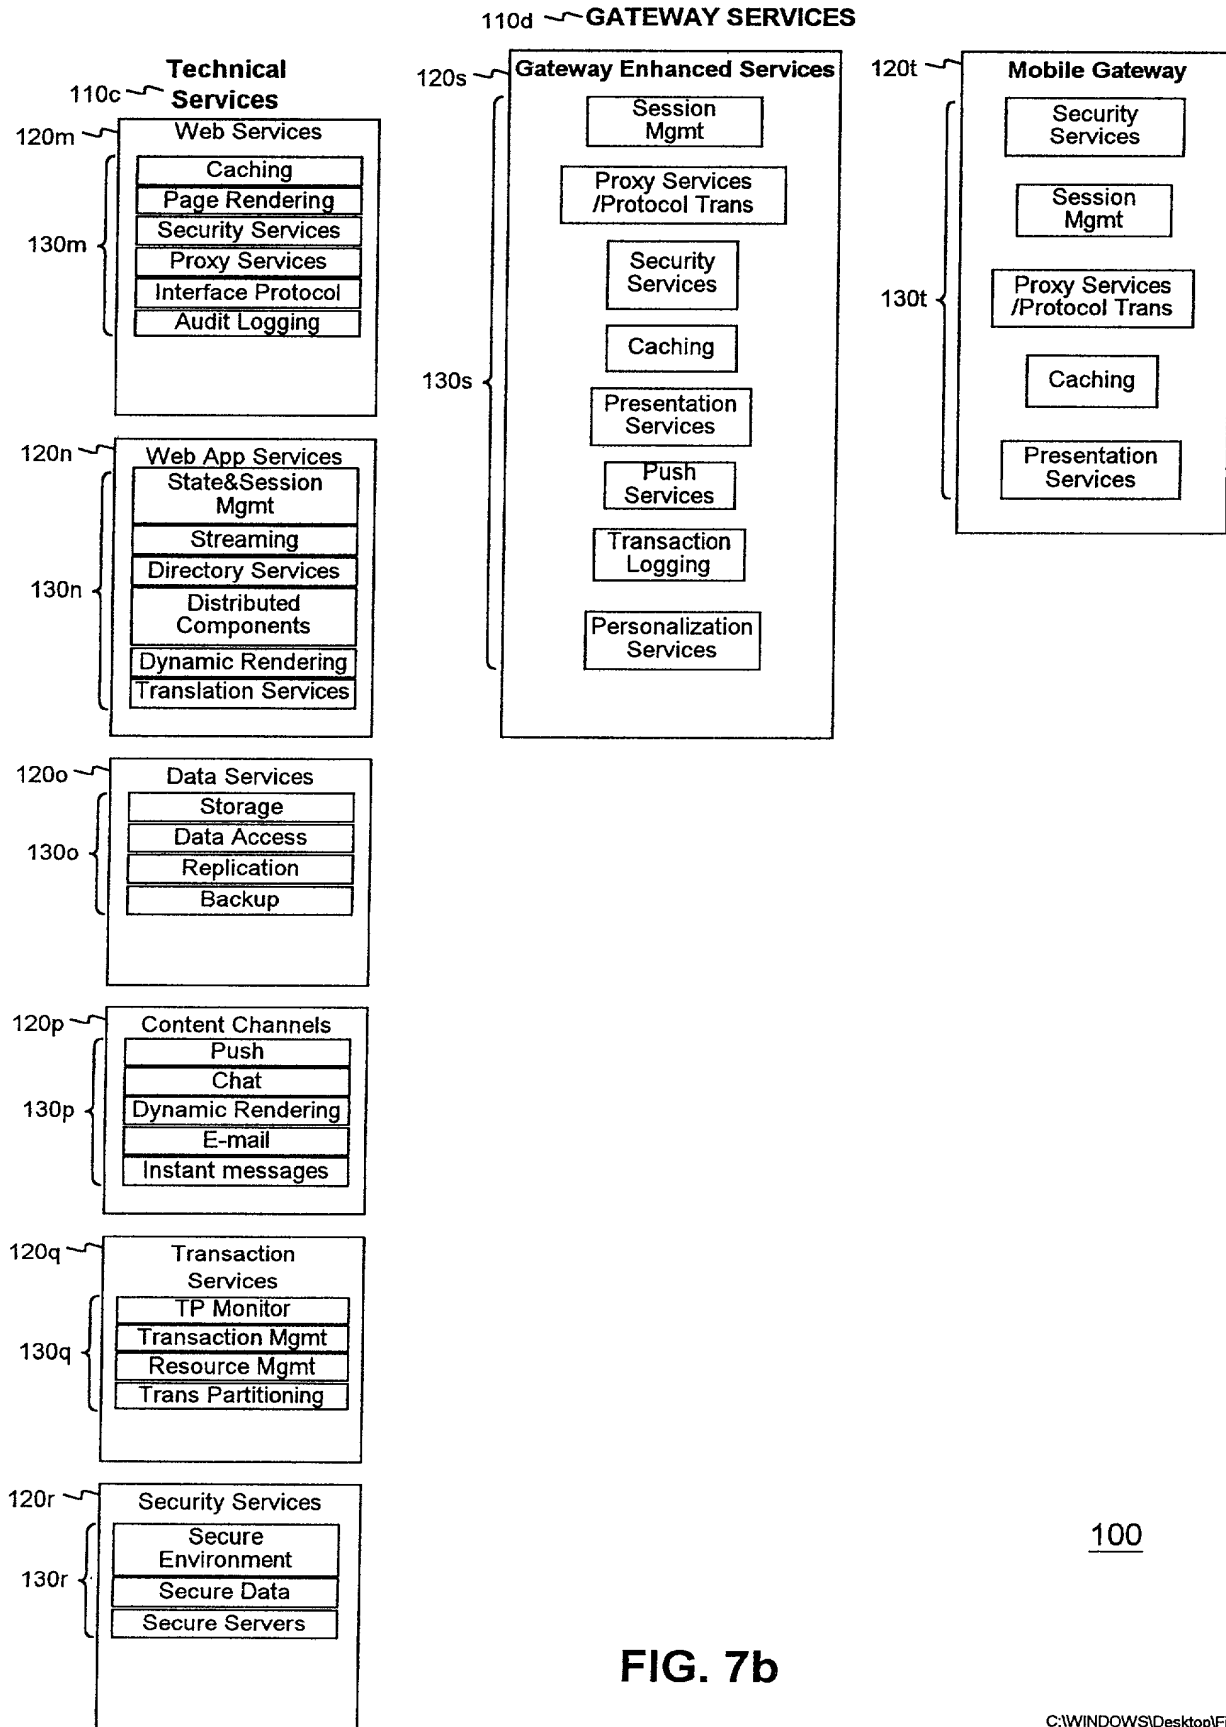 110d
GATEWAY SERVICES
Technical
Services
110c
120m
Web Services
Caching
Page Rendering
Security Services
Proxy Services
Interface Protocol
Audit Logging
130m
120n
Web App Services
State&Session
Mgmt
Streaming
Directory Services
Distributed
Components
Dynamic Rendering
Translation Services
130n
120o
Data Services
Storage
Data Access
Replication
Backup
130o
120p
Content Channels
Push
Chat
Dynamic Rendering
E-mail
Instant messages
130p
120q
Transaction
Services
TP Monitor
Transaction Mgmt
Resource Mgmt
Trans Partitioning
130q
120r
Security Services
Secure
Environment
Secure Data
Secure Servers
130r
120s
Gateway Enhanced Services
Session
Mgmt
Proxy Services
/Protocol Trans
Security
Services
Caching
Presentation
Services
Push
Services
Transaction
Logging
Personalization
Services
130s
120t
Mobile Gateway
Security
Services
Session
Mgmt
Proxy Services
/Protocol Trans
Caching
Presentation
Services
130t
100
FIG. 7b
C:\WINDOWS\Desktop\Fi